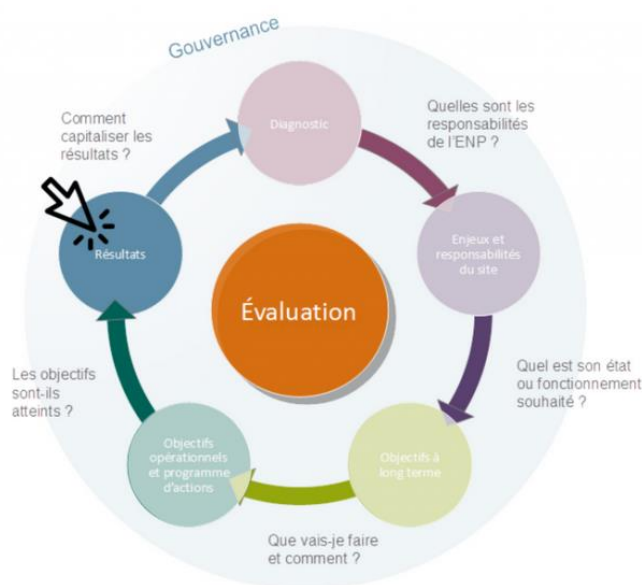 Gouvernance
Comment
capitaliser les
résultats ?
Diagnostic
Quelles sont les
responsabilités
de l'ENP ?
Résultats
Enjeux et
responsabilités
du site
Évaluation
Les objectifs
sont-ils
atteints ?
Quel est son état
ou fonctionnement
souhaité ?
Objectifs
opérationnels
et programme
d'actions
Objectifs à
long terme
Que vais-je faire
et comment ?